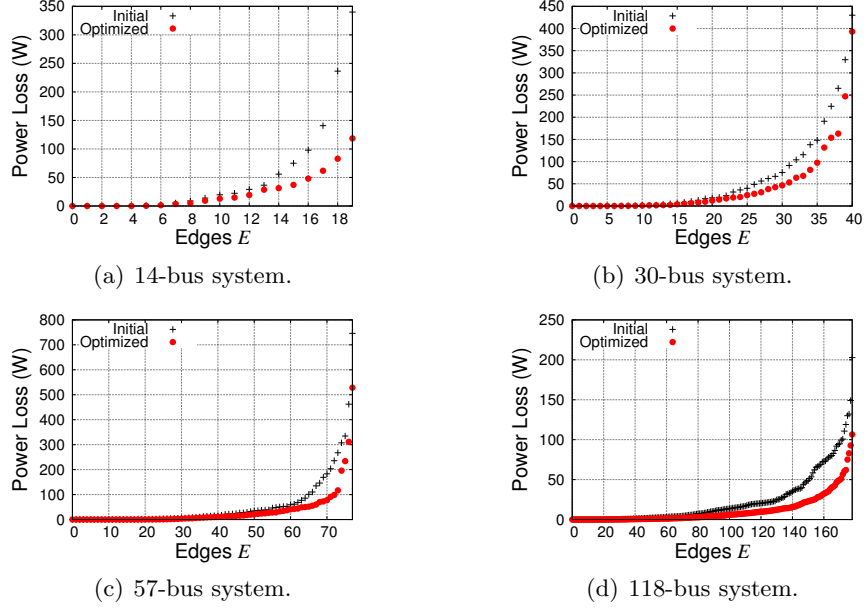 Initial
Optimized
Power Loss (W)
350
300
250
200
150
100
50
0
0 2 4 6 8 10 12 14 16 18
Edges E
(a) 14-bus system.
Initial
Optimized
Power Loss (W)
450
400
350
300
250
200
150
100
50
0
0 5 10 15 20 25 30 35 40
Edges E
(b) 30-bus system.
Initial
Optimized
Power Loss (W)
800
700
600
500
400
300
200
100
0
0 10 20 30 40 50 60 70
Edges E
(c) 57-bus system.
Initial
Optimized
Power Loss (W)
250
200
150
100
50
0
0 20 40 60 80 100 120 140 160
Edges E
(d) 118-bus system.